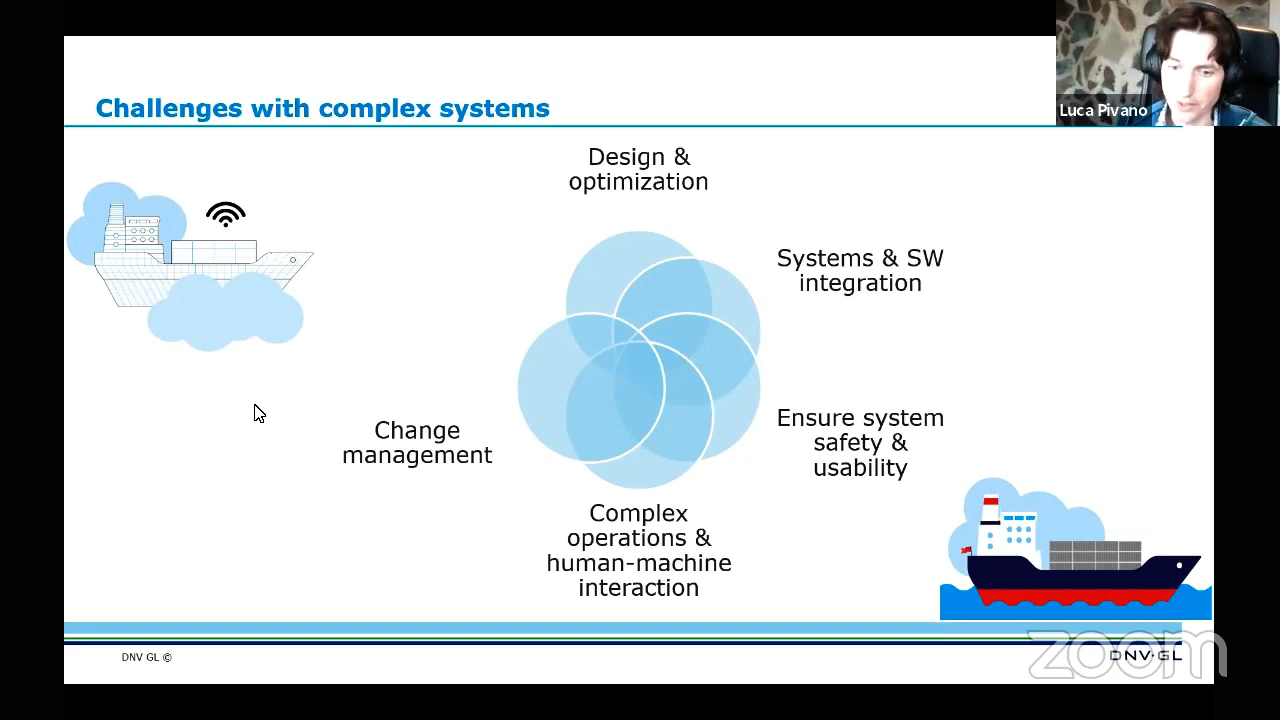 Luca Pivano
Challenges with complex systems
Design &
optimization
Systems & SW
integration
Ensure system
safety &
usability
Complex
operations &
human-machine
interaction
Change
management
DNV GL ©
DNV·GL
zoom